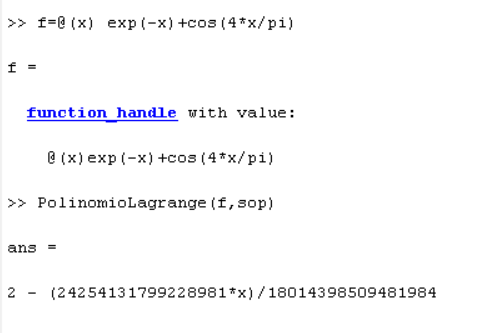 >> f=@(x) exp(-x)+cos(4*x/pi)
f =
function_handle with value:
@(x)exp(-x)+cos(4*x/pi)
>> PolinomioLagrange(f,sop)
ans =
2 - (24254131799228981*x)/18014398509481984